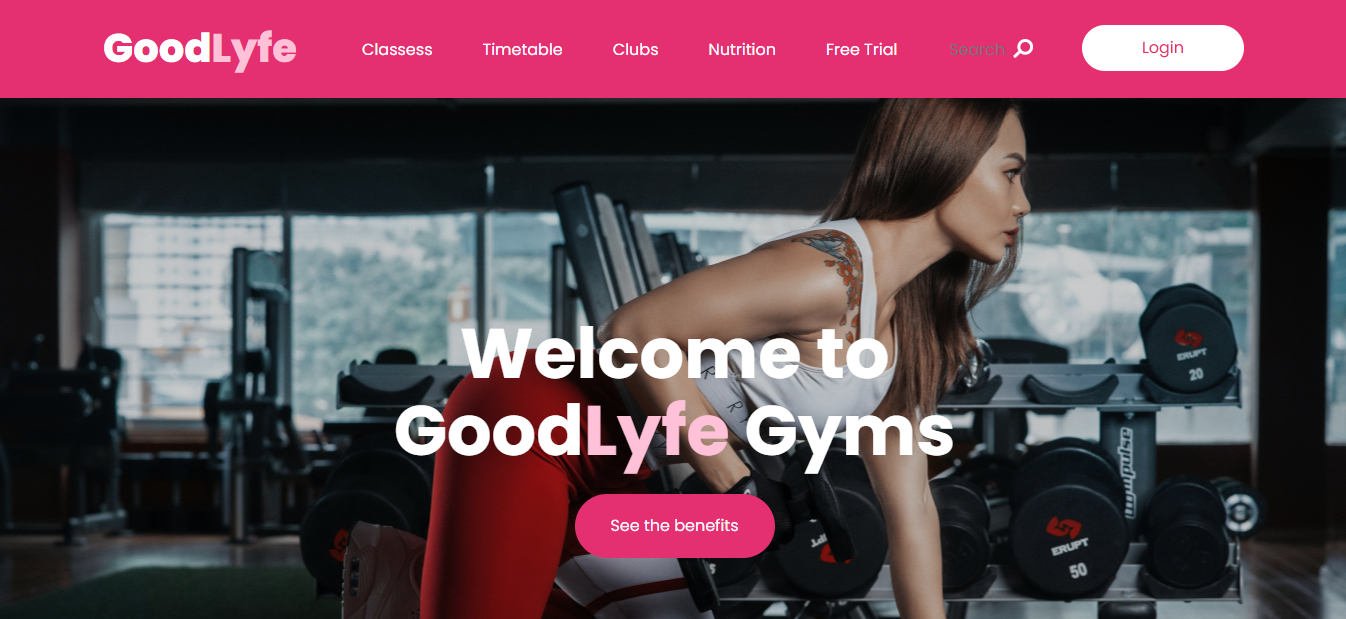 GoodLyfe Classess Timetable Clubs Nutrition Free Trial Search Login
Welcome to
GoodLyfe Gyms
See the benefits
ERUPT
20
ERUPT
50